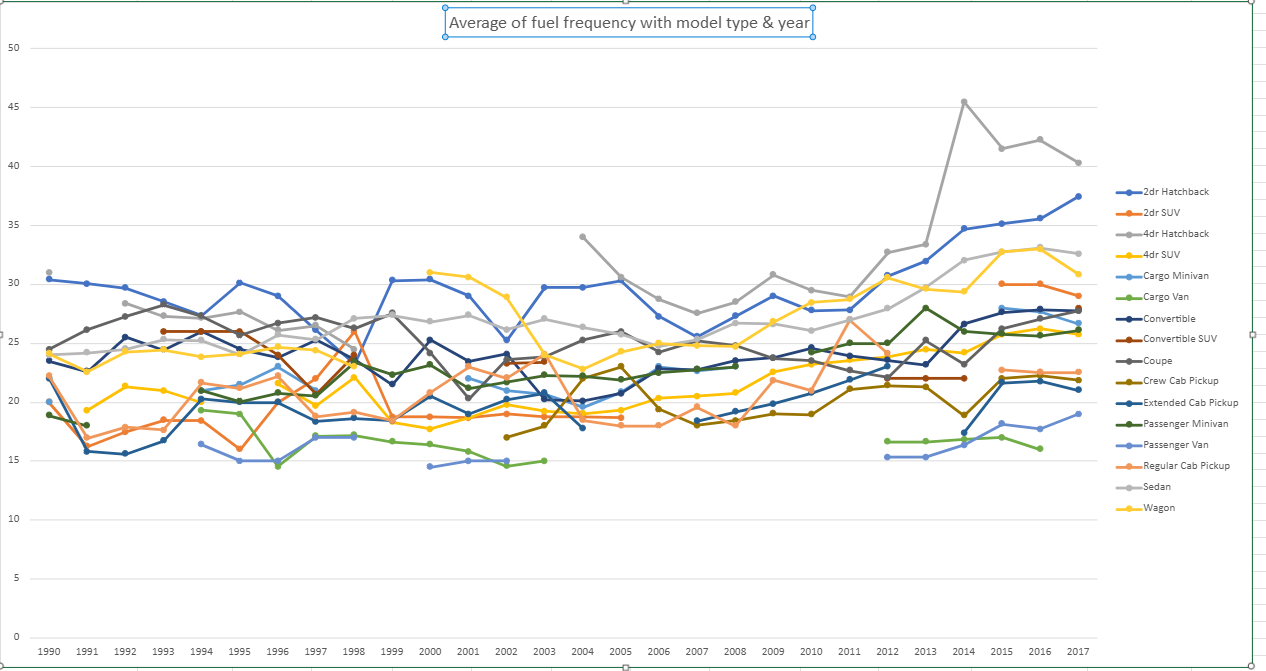 Average of fuel frequency with model type & year
50
45
40
35
30
25
20
15
10
5
0
1990 1991 1992 1993 1994 1995 1996 1997 1998 1999 2000 2001 2002 2003 2004 2005 2006 2007 2008 2009 2010 2011 2012 2013 2014 2015 2016 2017
2dr Hatchback
2dr SUV
4dr Hatchback
4dr SUV
Cargo Minivan
Cargo Van
Convertible
Convertible SUV
Coupe
Crew Cab Pickup
Extended Cab Pickup
Passenger Minivan
Passenger Van
Regular Cab Pickup
Sedan
Wagon